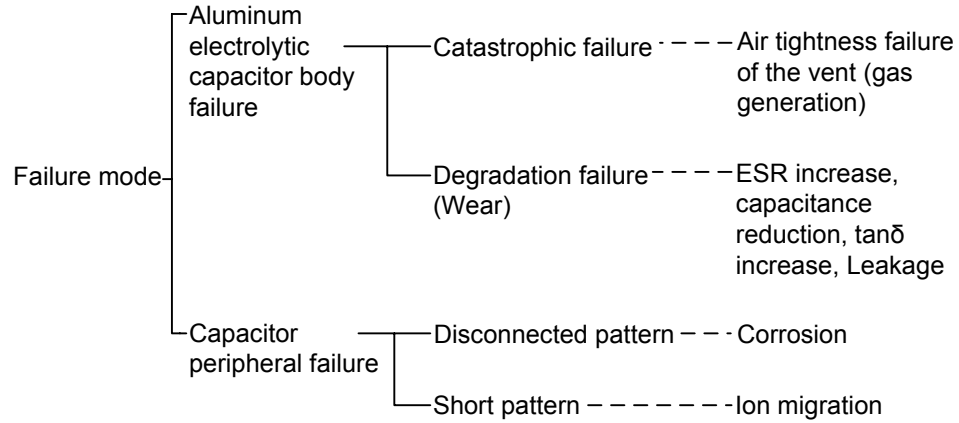 Failure mode
Aluminum
electrolytic
capacitor body
failure
Catastrophic failure
Air tightness failure
of the vent (gas
generation)
Degradation failure
(Wear)
ESR increase,
capacitance
reduction, tanδ
increase, Leakage
Capacitor
peripheral failure
Disconnected pattern
Corrosion
Short pattern
Ion migration